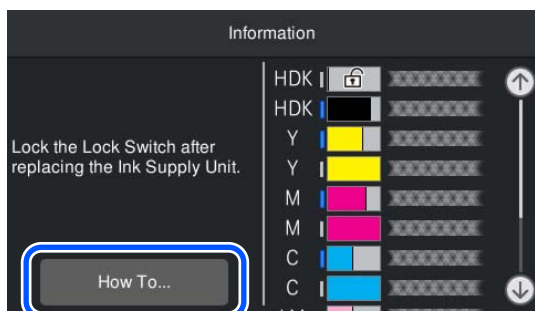 Information
HDK
HDK
Lock the Lock Switch after
replacing the Ink Supply Unit.
Y
Y
M
M
C
C
How To...